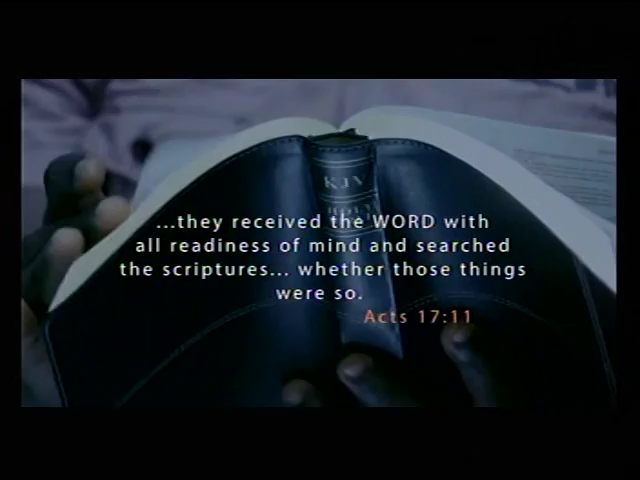 KJV
...they received the WORD with
all readiness of mind and searched
the scriptures... whether those things
were so.
Acts 17:11